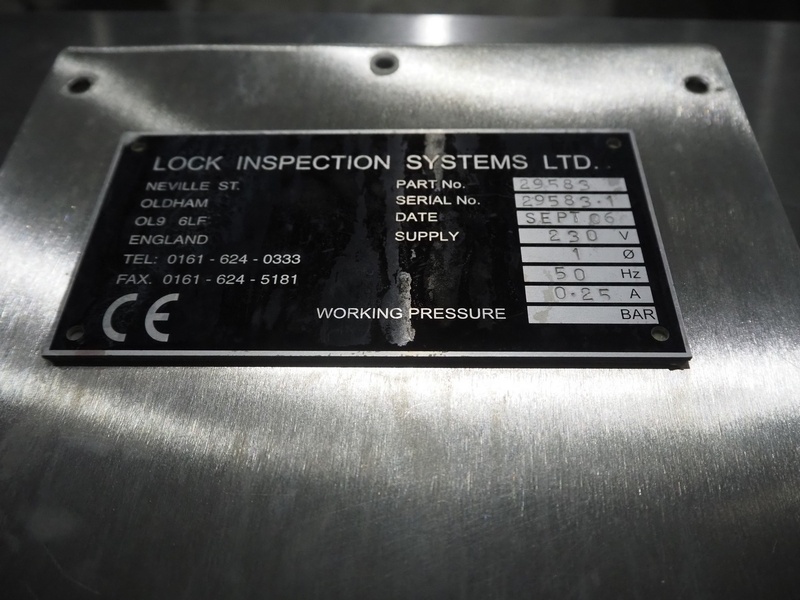 LOCK INSPECTION SYSTEMS LTD.
NEVILLE ST.
OLDHAM
OL9 6LF
ENGLAND
TEL: 0161 - 624 - 0333
FAX. 0161 - 624 - 5181
CE
PART No. 29583
SERIAL No. 29583·1
DATE SEPT 06
SUPPLY 230 V
1 Ø
50 Hz
0·25 A
WORKING PRESSURE BAR